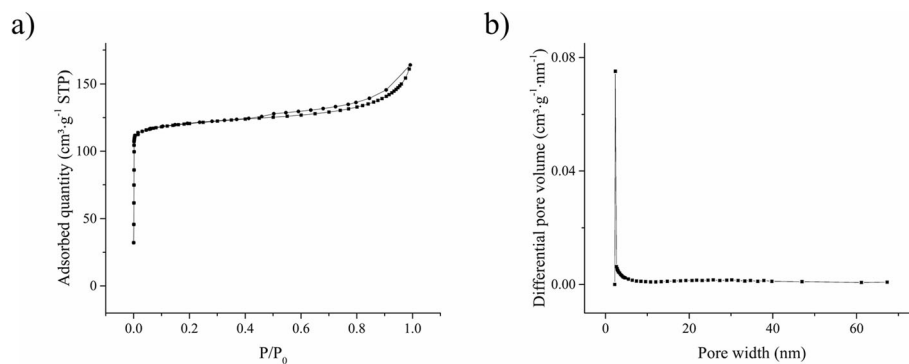 a)
Adsorbed quantity (cm³·g⁻¹ STP)
150
100
50
0
0.0 0.2 0.4 0.6 0.8 1.0
P/P₀
b)
Differential pore volume (cm³·g⁻¹·nm⁻¹)
0.08
0.04
0.00
0 20 40 60
Pore width (nm)